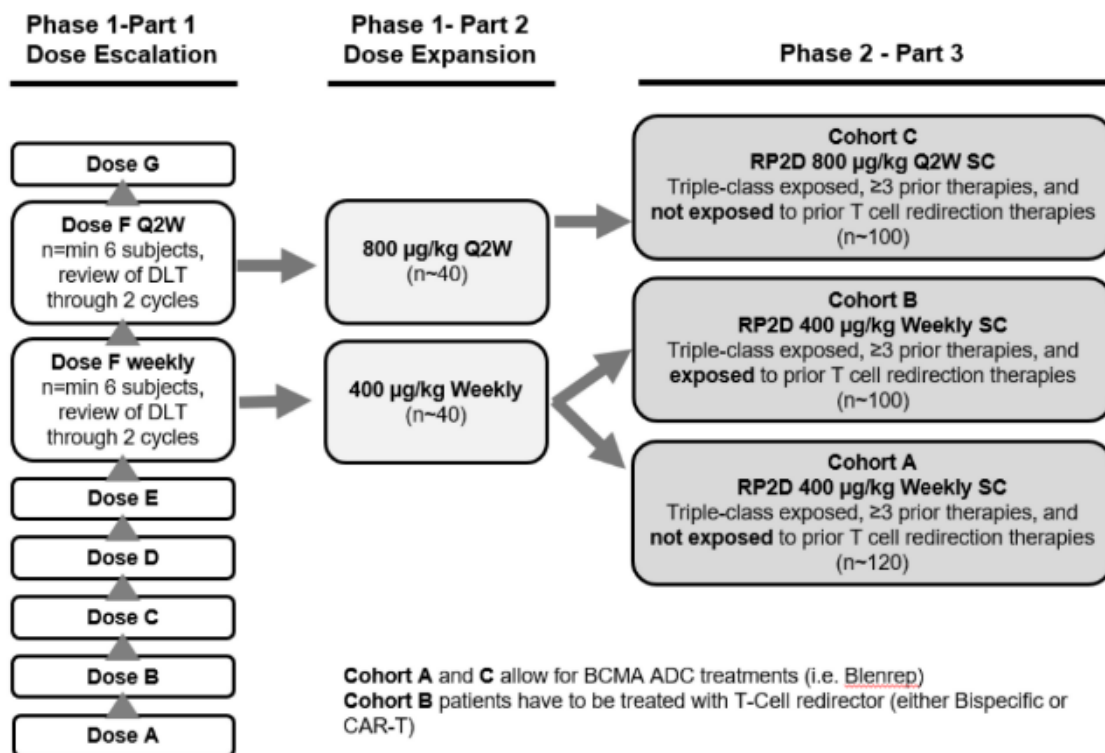 Phase 1-Part 1
Dose Escalation
Phase 1- Part 2
Dose Expansion
Phase 2 - Part 3
Dose G
Dose F Q2W
n=min 6 subjects,
review of DLT
through 2 cycles
Dose F weekly
n=min 6 subjects,
review of DLT
through 2 cycles
Dose E
Dose D
Dose C
Dose B
Dose A
800 µg/kg Q2W
(n~40)
400 µg/kg Weekly
(n~40)
Cohort C
RP2D 800 µg/kg Q2W SC
Triple-class exposed, ≥3 prior therapies, and
not exposed to prior T cell redirection therapies
(n~100)
Cohort B
RP2D 400 µg/kg Weekly SC
Triple-class exposed, ≥3 prior therapies, and
exposed to prior T cell redirection therapies
(n~100)
Cohort A
RP2D 400 µg/kg Weekly SC
Triple-class exposed, ≥3 prior therapies, and
not exposed to prior T cell redirection therapies
(n~120)
Cohort A and C allow for BCMA ADC treatments (i.e. Blenrep)
Cohort B patients have to be treated with T-Cell redirector (either Bispecific or
CAR-T)